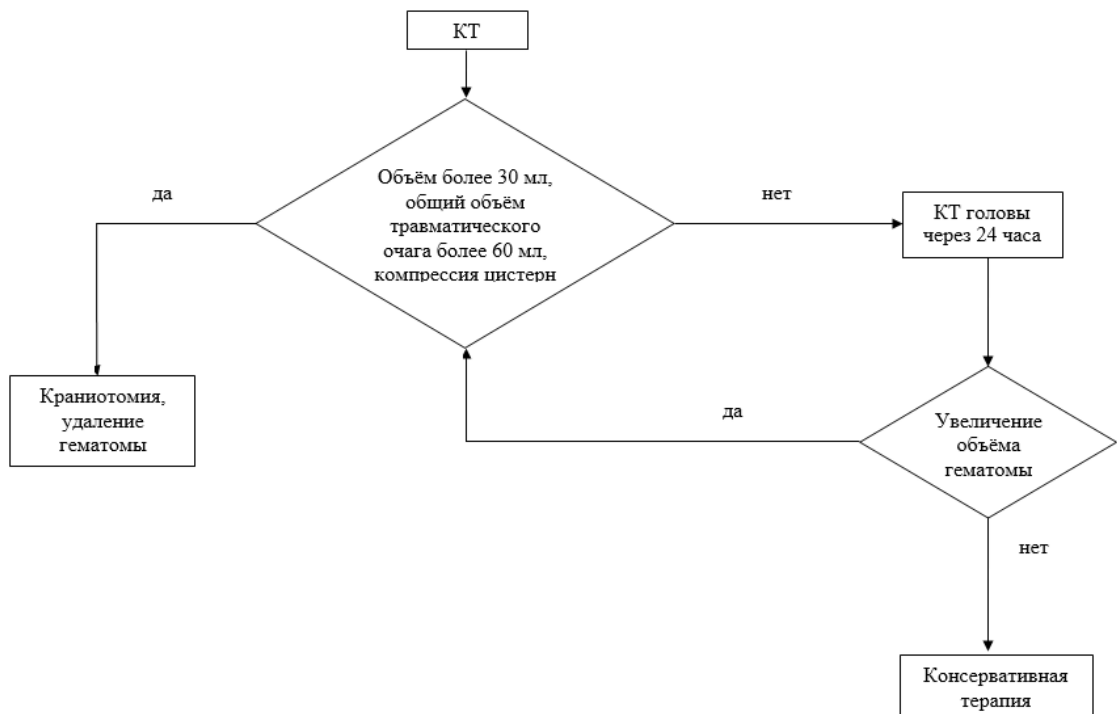 КТ
Объём более 30 мл,
общий объём
травматического
очага более 60 мл,
компрессия цистерн
да
нет
КТ головы
через 24 часа
Краниотомия,
удаление
гематомы
да
Увеличение
объёма
гематомы
нет
Консервативная
терапия